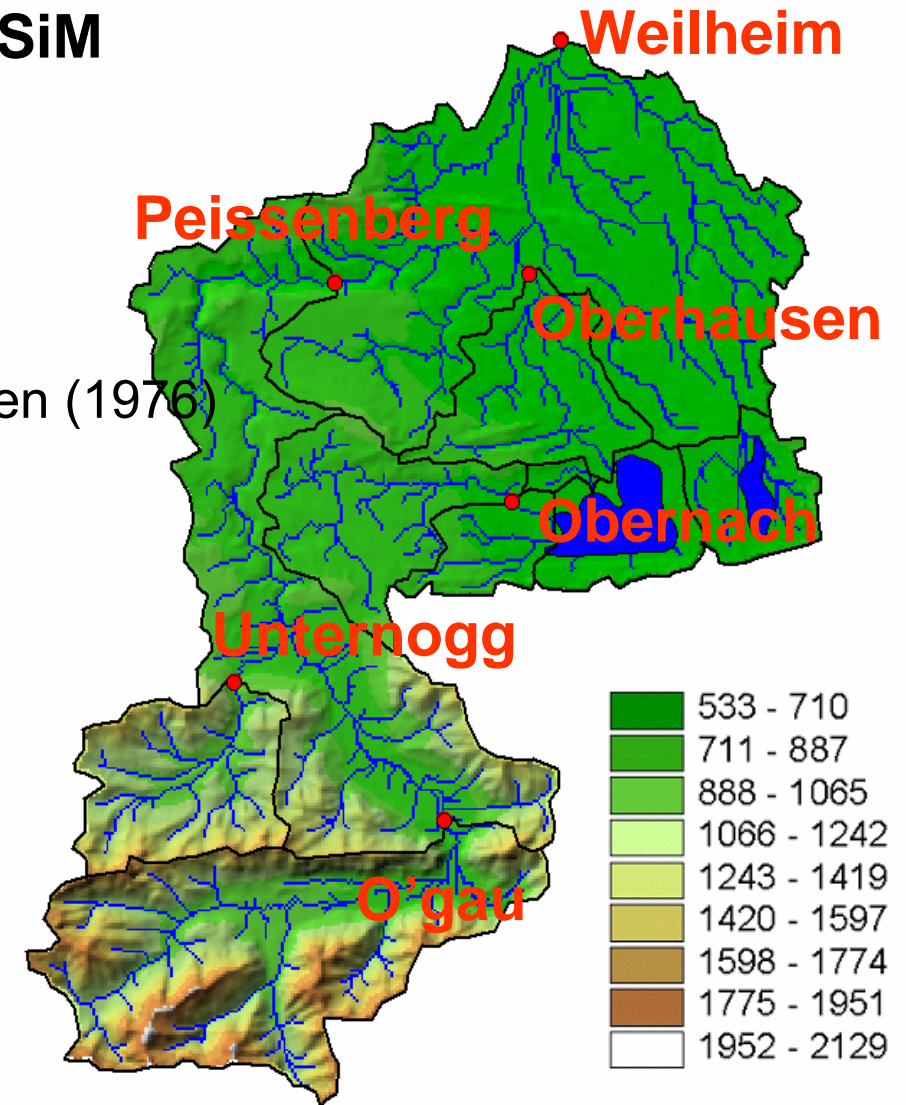 SiM
Weilheim
Peissenberg
Oberhausen
en (1976)
Obernach
Unternogg
O'gau
533 - 710
711 - 887
888 - 1065
1066 - 1242
1243 - 1419
1420 - 1597
1598 - 1774
1775 - 1951
1952 - 2129